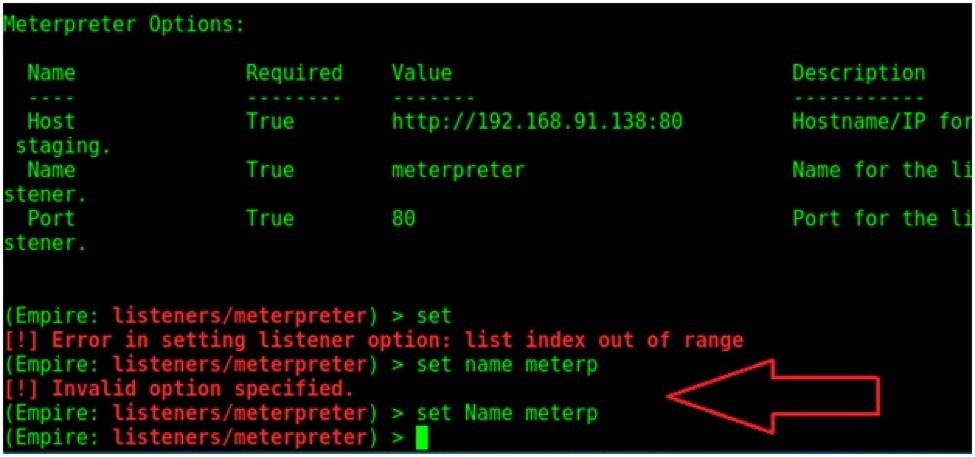 Meterpreter Options:
Name Required Value Description
---- -------- ------- -----------
Host True http://192.168.91.138:80 Hostname/IP for
staging.
Name True meterpreter Name for the li
stener.
Port True 80 Port for the li
stener.
(Empire: listeners/meterpreter) > set
[!] Error in setting listener option: list index out of range
(Empire: listeners/meterpreter) > set name meterp
[!] Invalid option specified.
(Empire: listeners/meterpreter) > set Name meterp
(Empire: listeners/meterpreter) >